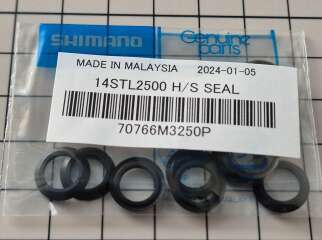 SHIMANO
Genuine
parts
MADE IN MALAYSIA 2024-01-05
14STL2500 H/S SEAL
70766M3250P